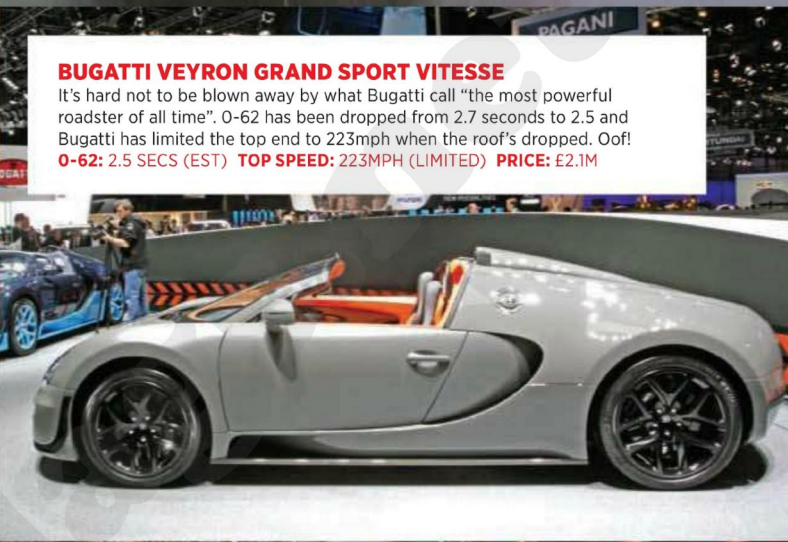 PAGANI
BUGATTI VEYRON GRAND SPORT VITESSE
It's hard not to be blown away by what Bugatti call "the most powerful
roadster of all time". 0-62 has been dropped from 2.7 seconds to 2.5 and
Bugatti has limited the top end to 223mph when the roof's dropped. Oof!
0-62: 2.5 SECS (EST) TOP SPEED: 223MPH (LIMITED) PRICE: £2.1M